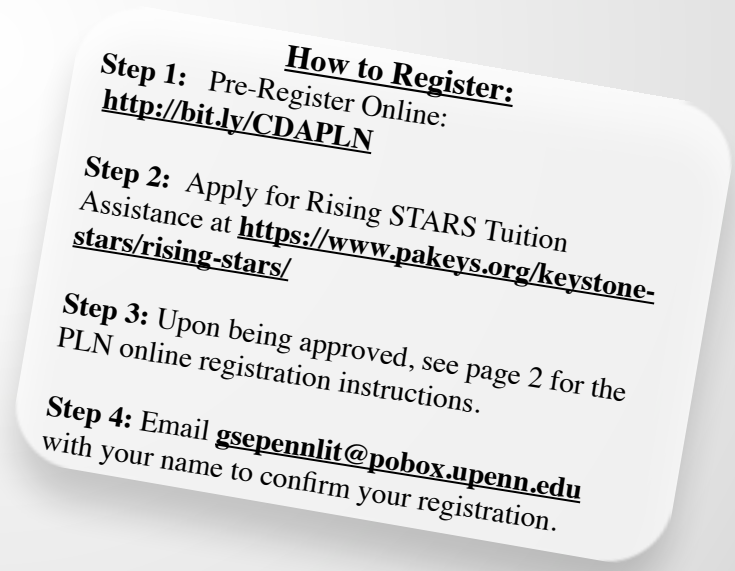 How to Register:
Step 1: Pre-Register Online:
http://bit.ly/CDAPLN
Step 2: Apply for Rising STARS Tuition
Assistance at https://www.pakeys.org/keystone-
stars/rising-stars/
Step 3: Upon being approved, see page 2 for the
PLN online registration instructions.
Step 4: Email gsepennlit@pobox.upenn.edu
with your name to confirm your registration.